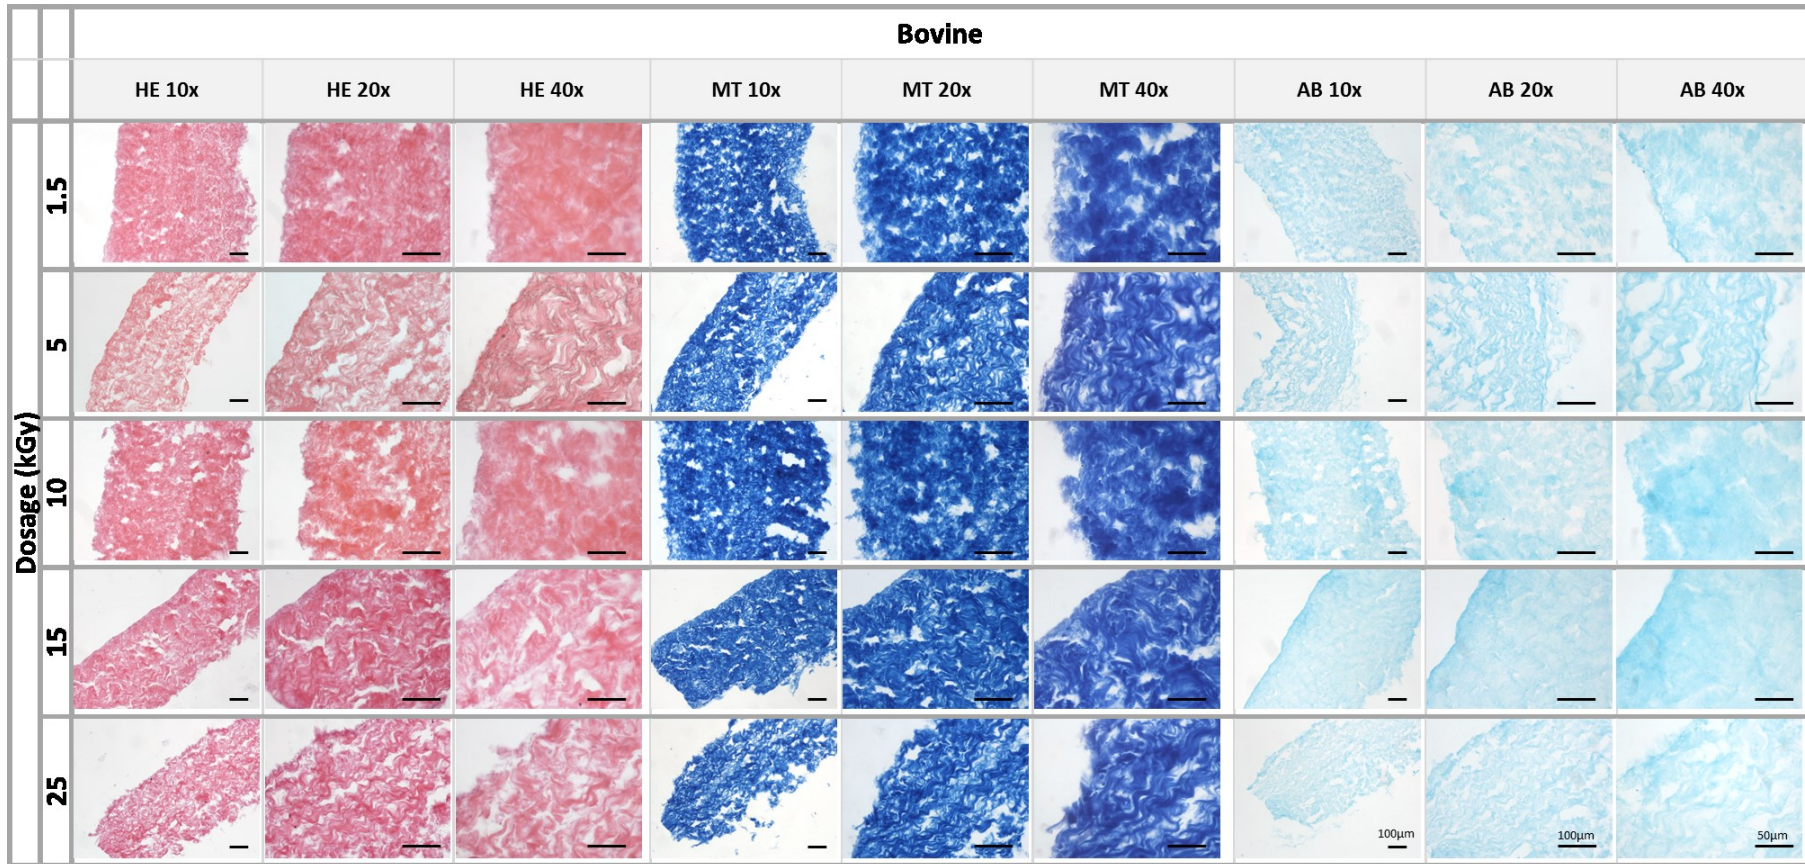 Bovine
HE 10x HE 20x HE 40x MT 10x MT 20x MT 40x AB 10x AB 20x AB 40x
Dosage (kGy)
1.5
5
10
15
25
100µm 100µm 50µm